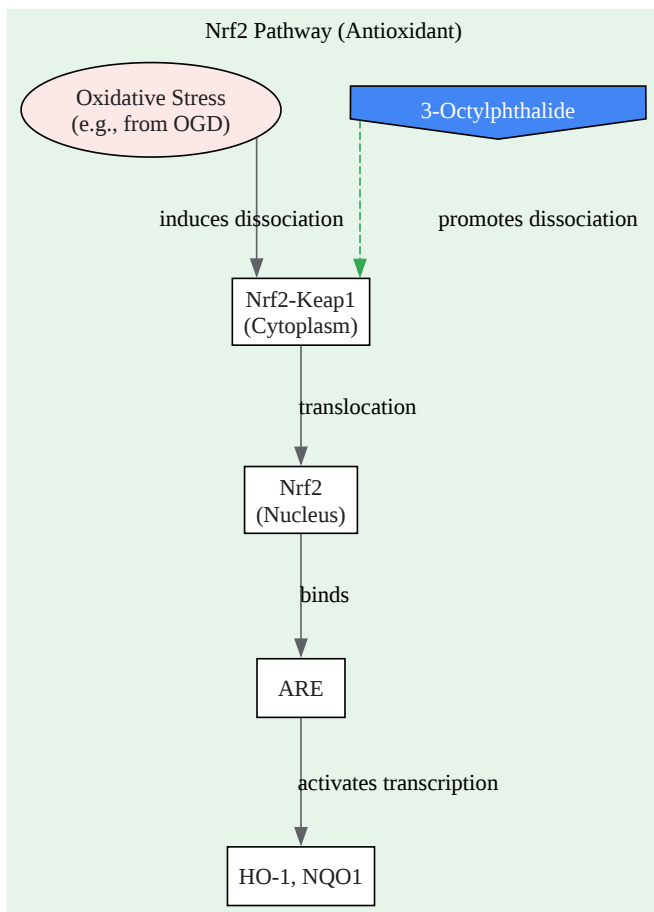 Nrf2 Pathway (Antioxidant)
Oxidative Stress
(e.g., from OGD)
3-Octylphthalide
induces dissociation
promotes dissociation
Nrf2-Keap1
(Cytoplasm)
translocation
Nrf2
(Nucleus)
binds
ARE
activates transcription
HO-1, NQO1